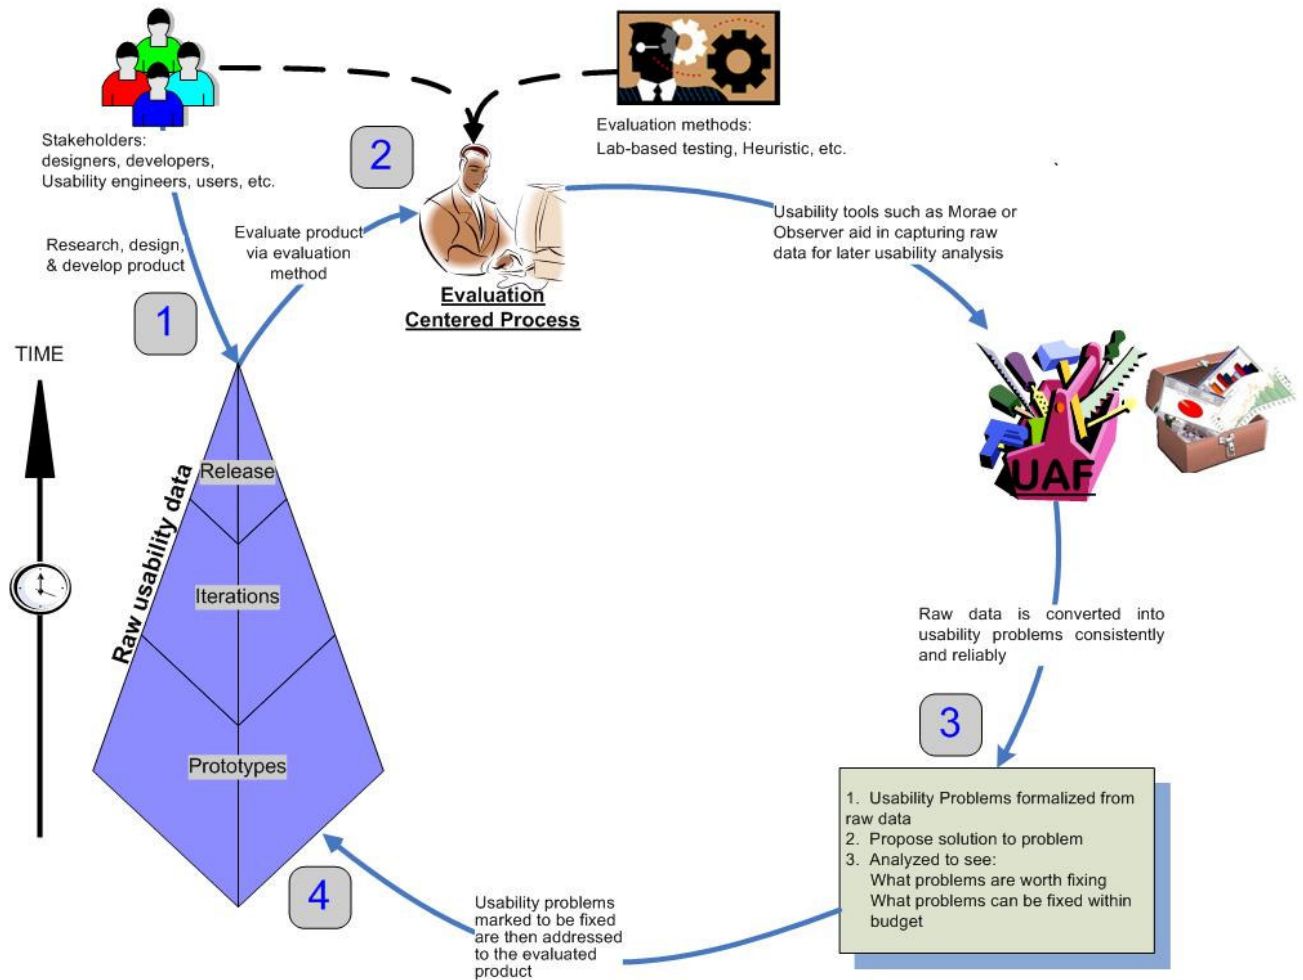 Stakeholders:
designers, developers,
Usability engineers, users, etc.
Evaluation methods:
Lab-based testing, Heuristic, etc.
2
Research, design,
& develop product
Evaluate product
via evaluation
method
Evaluation
Centered Process
Usability tools such as Morae or
Observer aid in capturing raw
data for later usability analysis
1
TIME
Raw usability data
Release
Iterations
Prototypes
UAF
Raw data is converted into
usability problems consistently
and reliably
3
1. Usability Problems formalized from
raw data
2. Propose solution to problem
3. Analyzed to see:
What problems are worth fixing
What problems can be fixed within
budget
4
Usability problems
marked to be fixed
are then addressed
to the evaluated
product